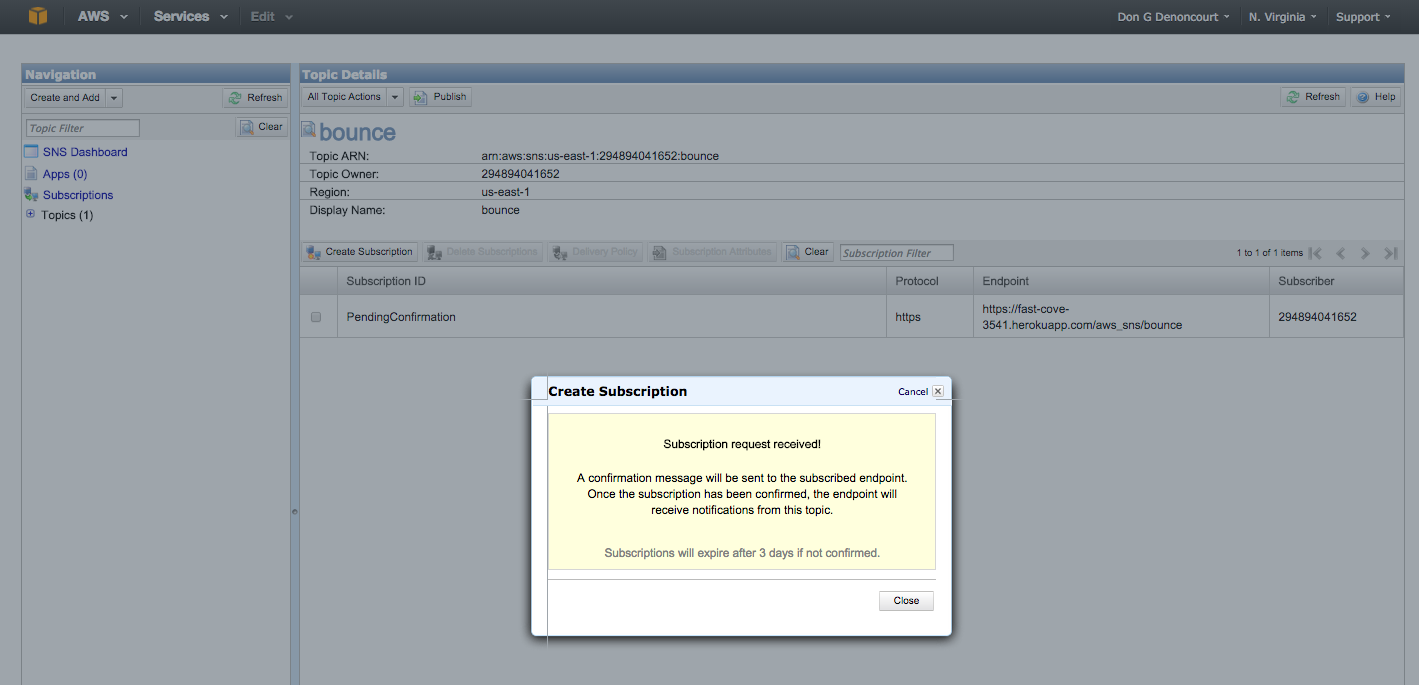 AWS Services Edit Don G Denoncourt N. Virginia Support
Navigation
Create and Add Refresh
Topic Filter Clear
SNS Dashboard
Apps (0)
Subscriptions
Topics (1)
Topic Details
All Topic Actions Publish Refresh Help
bounce
Topic ARN: arn:aws:sns:us-east-1:294894041652:bounce
Topic Owner: 294894041652
Region: us-east-1
Display Name: bounce
Create Subscription Delete Subscriptions Delivery Policy Subscription Attributes Clear Subscription Filter 1 to 1 of 1 items
Subscription ID Protocol Endpoint Subscriber
PendingConfirmation https https://fast-cove-
3541.herokuapp.com/aws_sns/bounce 294894041652
Create Subscription Cancel
Subscription request received!
A confirmation message will be sent to the subscribed endpoint.
Once the subscription has been confirmed, the endpoint will
receive notifications from this topic.
Subscriptions will expire after 3 days if not confirmed.
Close